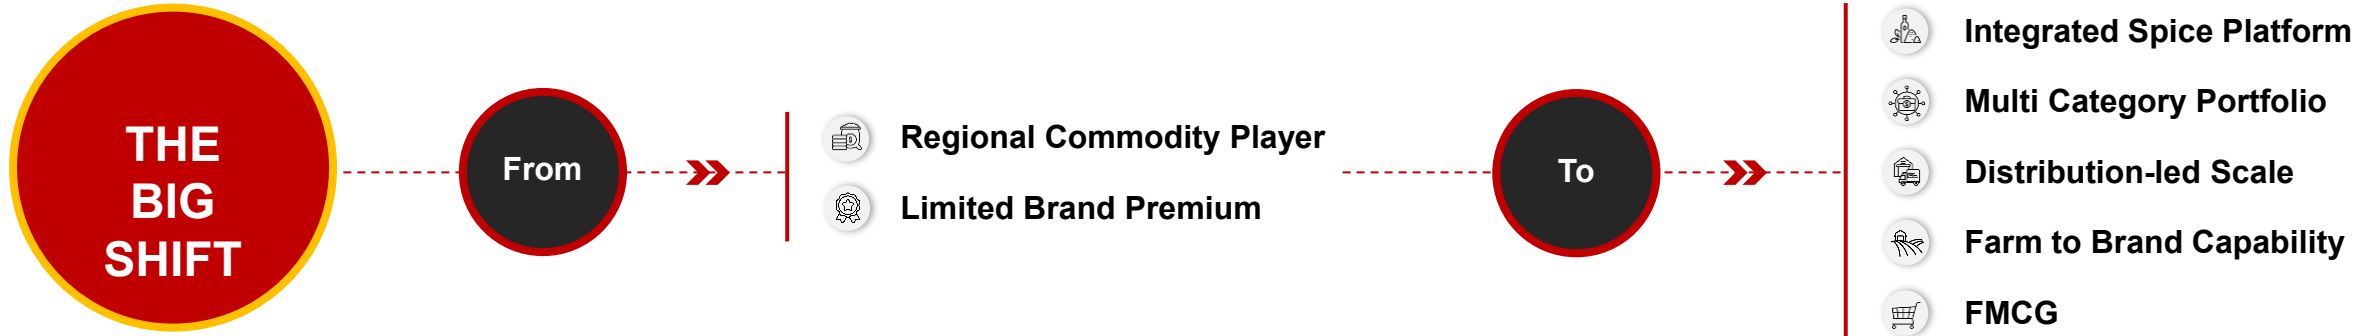 THE
BIG
SHIFT
From
Regional Commodity Player
Limited Brand Premium
To
Integrated Spice Platform
Multi Category Portfolio
Distribution-led Scale
Farm to Brand Capability
FMCG